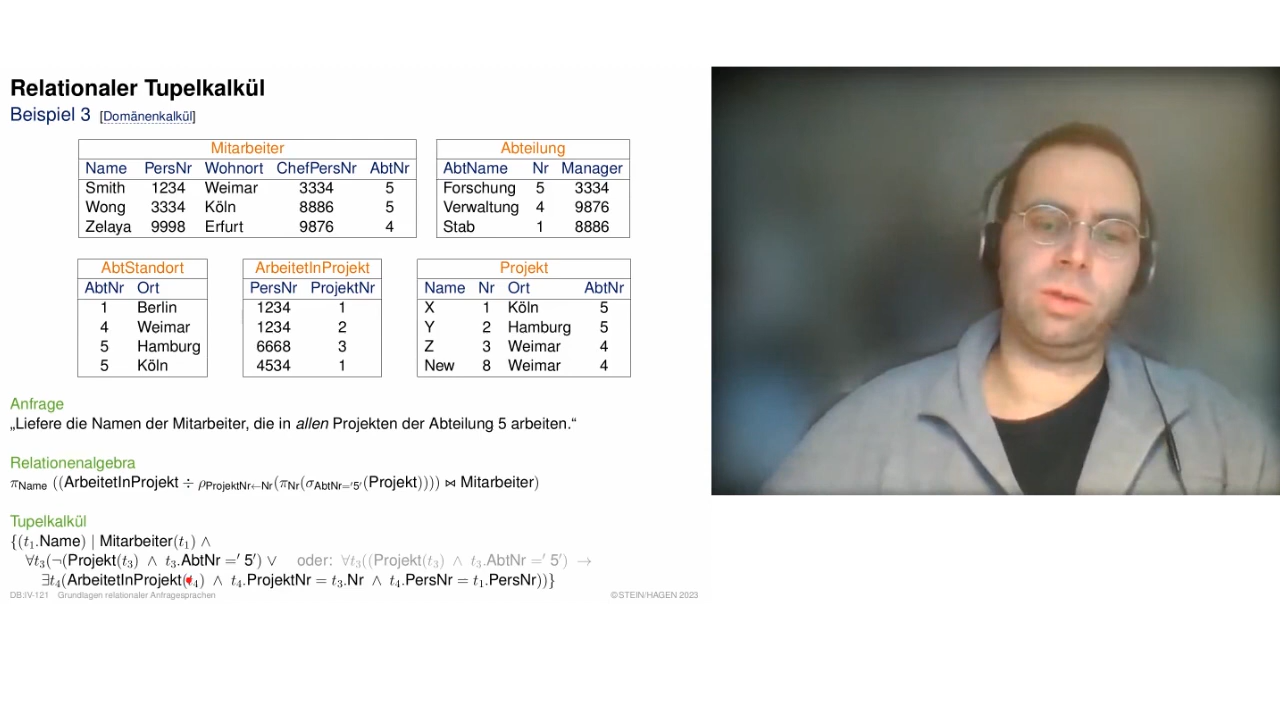 Relationaler Tupelkalkül
Beispiel 3 [Domänenkalkül]
Mitarbeiter
Name PersNr Wohnort ChefPersNr AbtNr
Smith 1234 Weimar 3334 5
Wong 3334 Köln 8886 5
Zelaya 9998 Erfurt 9876 4
Abteilung
AbtName Nr Manager
Forschung 5 3334
Verwaltung 4 9876
Stab 1 8886
AbtStandort
AbtNr Ort
1 Berlin
4 Weimar
5 Hamburg
5 Köln
ArbeitetInProjekt
PersNr ProjektNr
1234 1
1234 2
6668 3
4534 1
Projekt
Name Nr Ort AbtNr
X 1 Köln 5
Y 2 Hamburg 5
Z 3 Weimar 4
New 8 Weimar 4
Anfrage
„Liefere die Namen der Mitarbeiter, die in allen Projekten der Abteilung 5 arbeiten.“
Relationenalgebra
π_Name ((ArbeitetInProjekt ÷ ρ_ProjektNr←Nr(π_Nr(σ_AbtNr='5'(Projekt)))) ⋈ Mitarbeiter)
Tupelkalkül
{(t₁.Name) | Mitarbeiter(t₁) ∧
∀t₃(¬(Projekt(t₃) ∧ t₃.AbtNr =' 5') ∨ oder: ∀t₃((Projekt(t₃) ∧ t₃.AbtNr =' 5') →
∃t₄(ArbeitetInProjekt(t₄) ∧ t₄.ProjektNr = t₃.Nr ∧ t₄.PersNr = t₁.PersNr))}
DB:IV-121 Grundlagen relationaler Anfragesprachen ©STEIN/HAGEN 2023